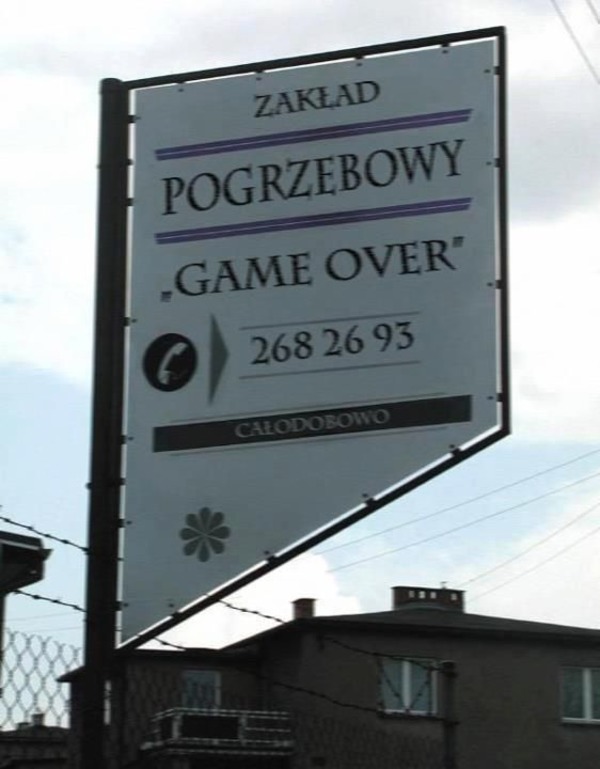 ZAKŁAD
POGRZEBOWY
„GAME OVER”
268 26 93
CAŁODOBOWO